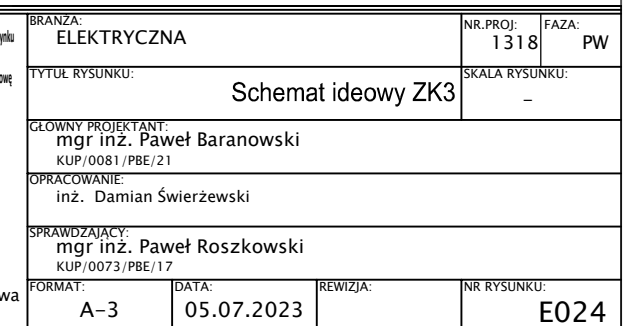 BRANŻA:
ELEKTRYCZNA
NR.PROJ:
1318
FAZA:
PW
TYTUŁ RYSUNKU:
Schemat ideowy ZK3
SKALA RYSUNKU:
–
GŁÓWNY PROJEKTANT:
mgr inż. Paweł Baranowski
KUP/0081/PBE/21
OPRACOWANIE:
inż. Damian Świerżewski
SPRAWDZAJĄCY:
mgr inż. Paweł Roszkowski
KUP/0073/PBE/17
FORMAT:
A–3
DATA:
05.07.2023
REWIZJA:
NR RYSUNKU:
E024